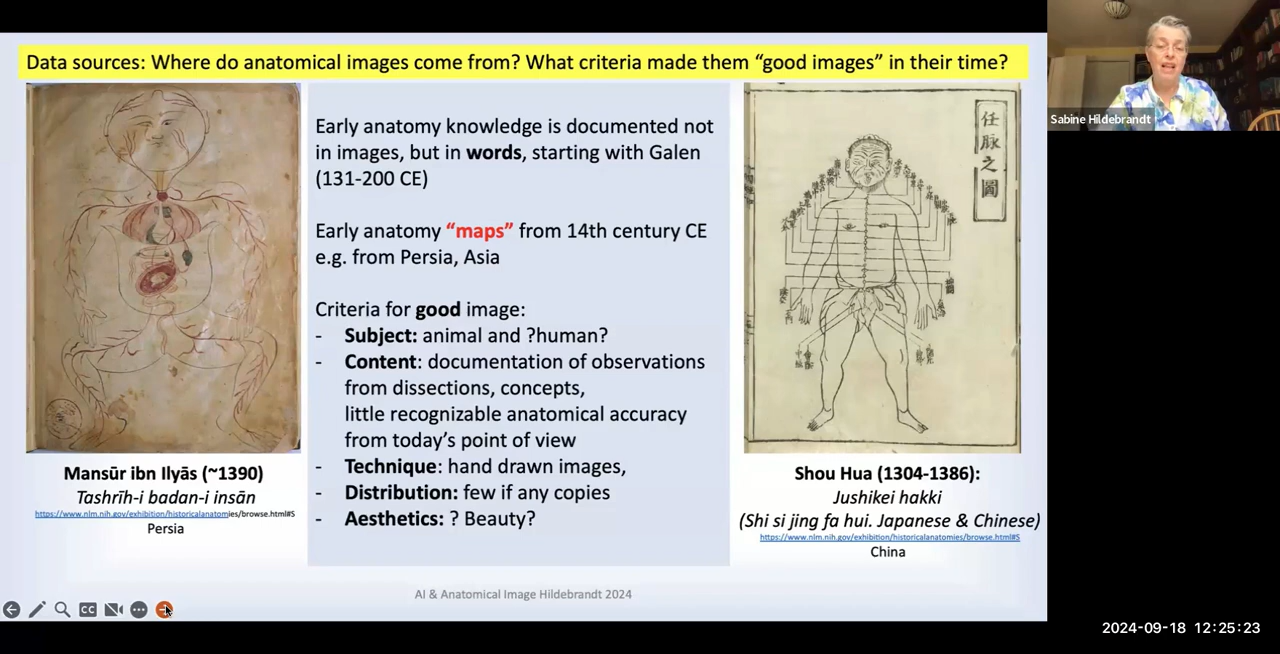 Data sources: Where do anatomical images come from? What criteria made them “good images” in their time?
Sabine Hildebrandt
Early anatomy knowledge is documented not
in images, but in words, starting with Galen
(131-200 CE)
Early anatomy “maps” from 14th century CE
e.g. from Persia, Asia
Criteria for good image:
- Subject: animal and ?human?
- Content: documentation of observations
from dissections, concepts,
little recognizable anatomical accuracy
from today’s point of view
- Technique: hand drawn images,
- Distribution: few if any copies
- Aesthetics: ? Beauty?
Mansūr ibn Ilyās (~1390)
Tashrīh-i badan-i insān
https://www.nlm.nih.gov/exhibition/historicalanatomies/browse.html#S
Persia
任脉之圖
Shou Hua (1304-1386):
Jushikei hakki
(Shi si jing fa hui. Japanese & Chinese)
https://www.nlm.nih.gov/exhibition/historicalanatomies/browse.html#S
China
AI & Anatomical Image Hildebrandt 2024
CC
2024-09-18 12:25:23